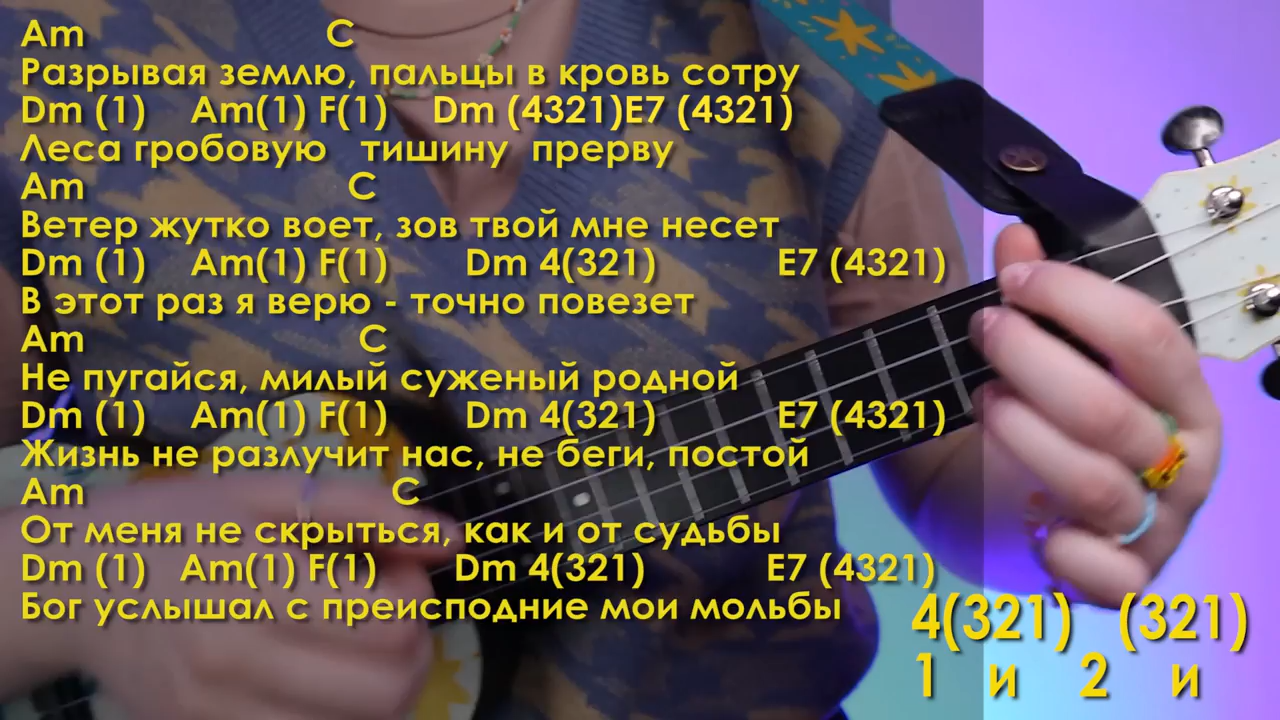 Am C
Разрывая землю, пальцы в кровь сотру
Dm (1) Am(1) F(1) Dm (4321)E7 (4321)
Леса гробовую тишину прерву
Am C
Ветер жутко воет, зов твой мне несет
Dm (1) Am(1) F(1) Dm 4(321) E7 (4321)
В этот раз я верю - точно повезет
Am C
Не пугайся, милый суженый родной
Dm (1) Am(1) F(1) Dm 4(321) E7 (4321)
Жизнь не разлучит нас, не беги, постой
Am C
От меня не скрыться, как и от судьбы
Dm (1) Am(1) F(1) Dm 4(321) E7 (4321)
Бог услышал с преисподние мои мольбы
4(321) (321)
1 и 2 и